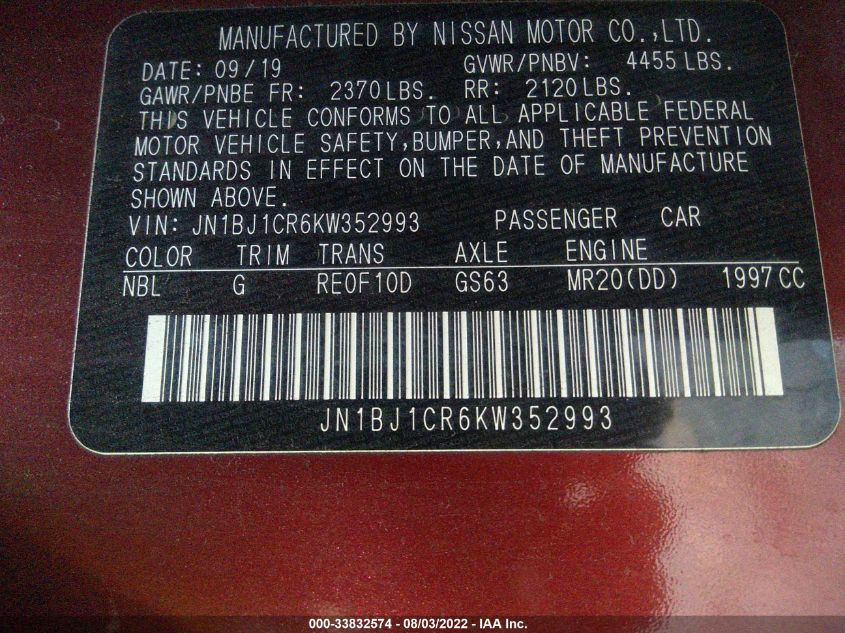 MANUFACTURED BY NISSAN MOTOR CO.,LTD.
DATE: 09/19 GVWR/PNBV: 4455 LBS.
GAWR/PNBE FR: 2370 LBS. RR: 2120 LBS.
THIS VEHICLE CONFORMS TO ALL APPLICABLE FEDERAL
MOTOR VEHICLE SAFETY,BUMPER,AND THEFT PREVENTION
STANDARDS IN EFFECT ON THE DATE OF MANUFACTURE
SHOWN ABOVE.
VIN: JN1BJ1CR6KW352993 PASSENGER CAR
COLOR TRIM TRANS AXLE ENGINE
NBL G RE0F10D GS63 MR20(DD) 1997 CC
JN1BJ1CR6KW352993
000-33832574 - 08/03/2022 - IAA Inc.